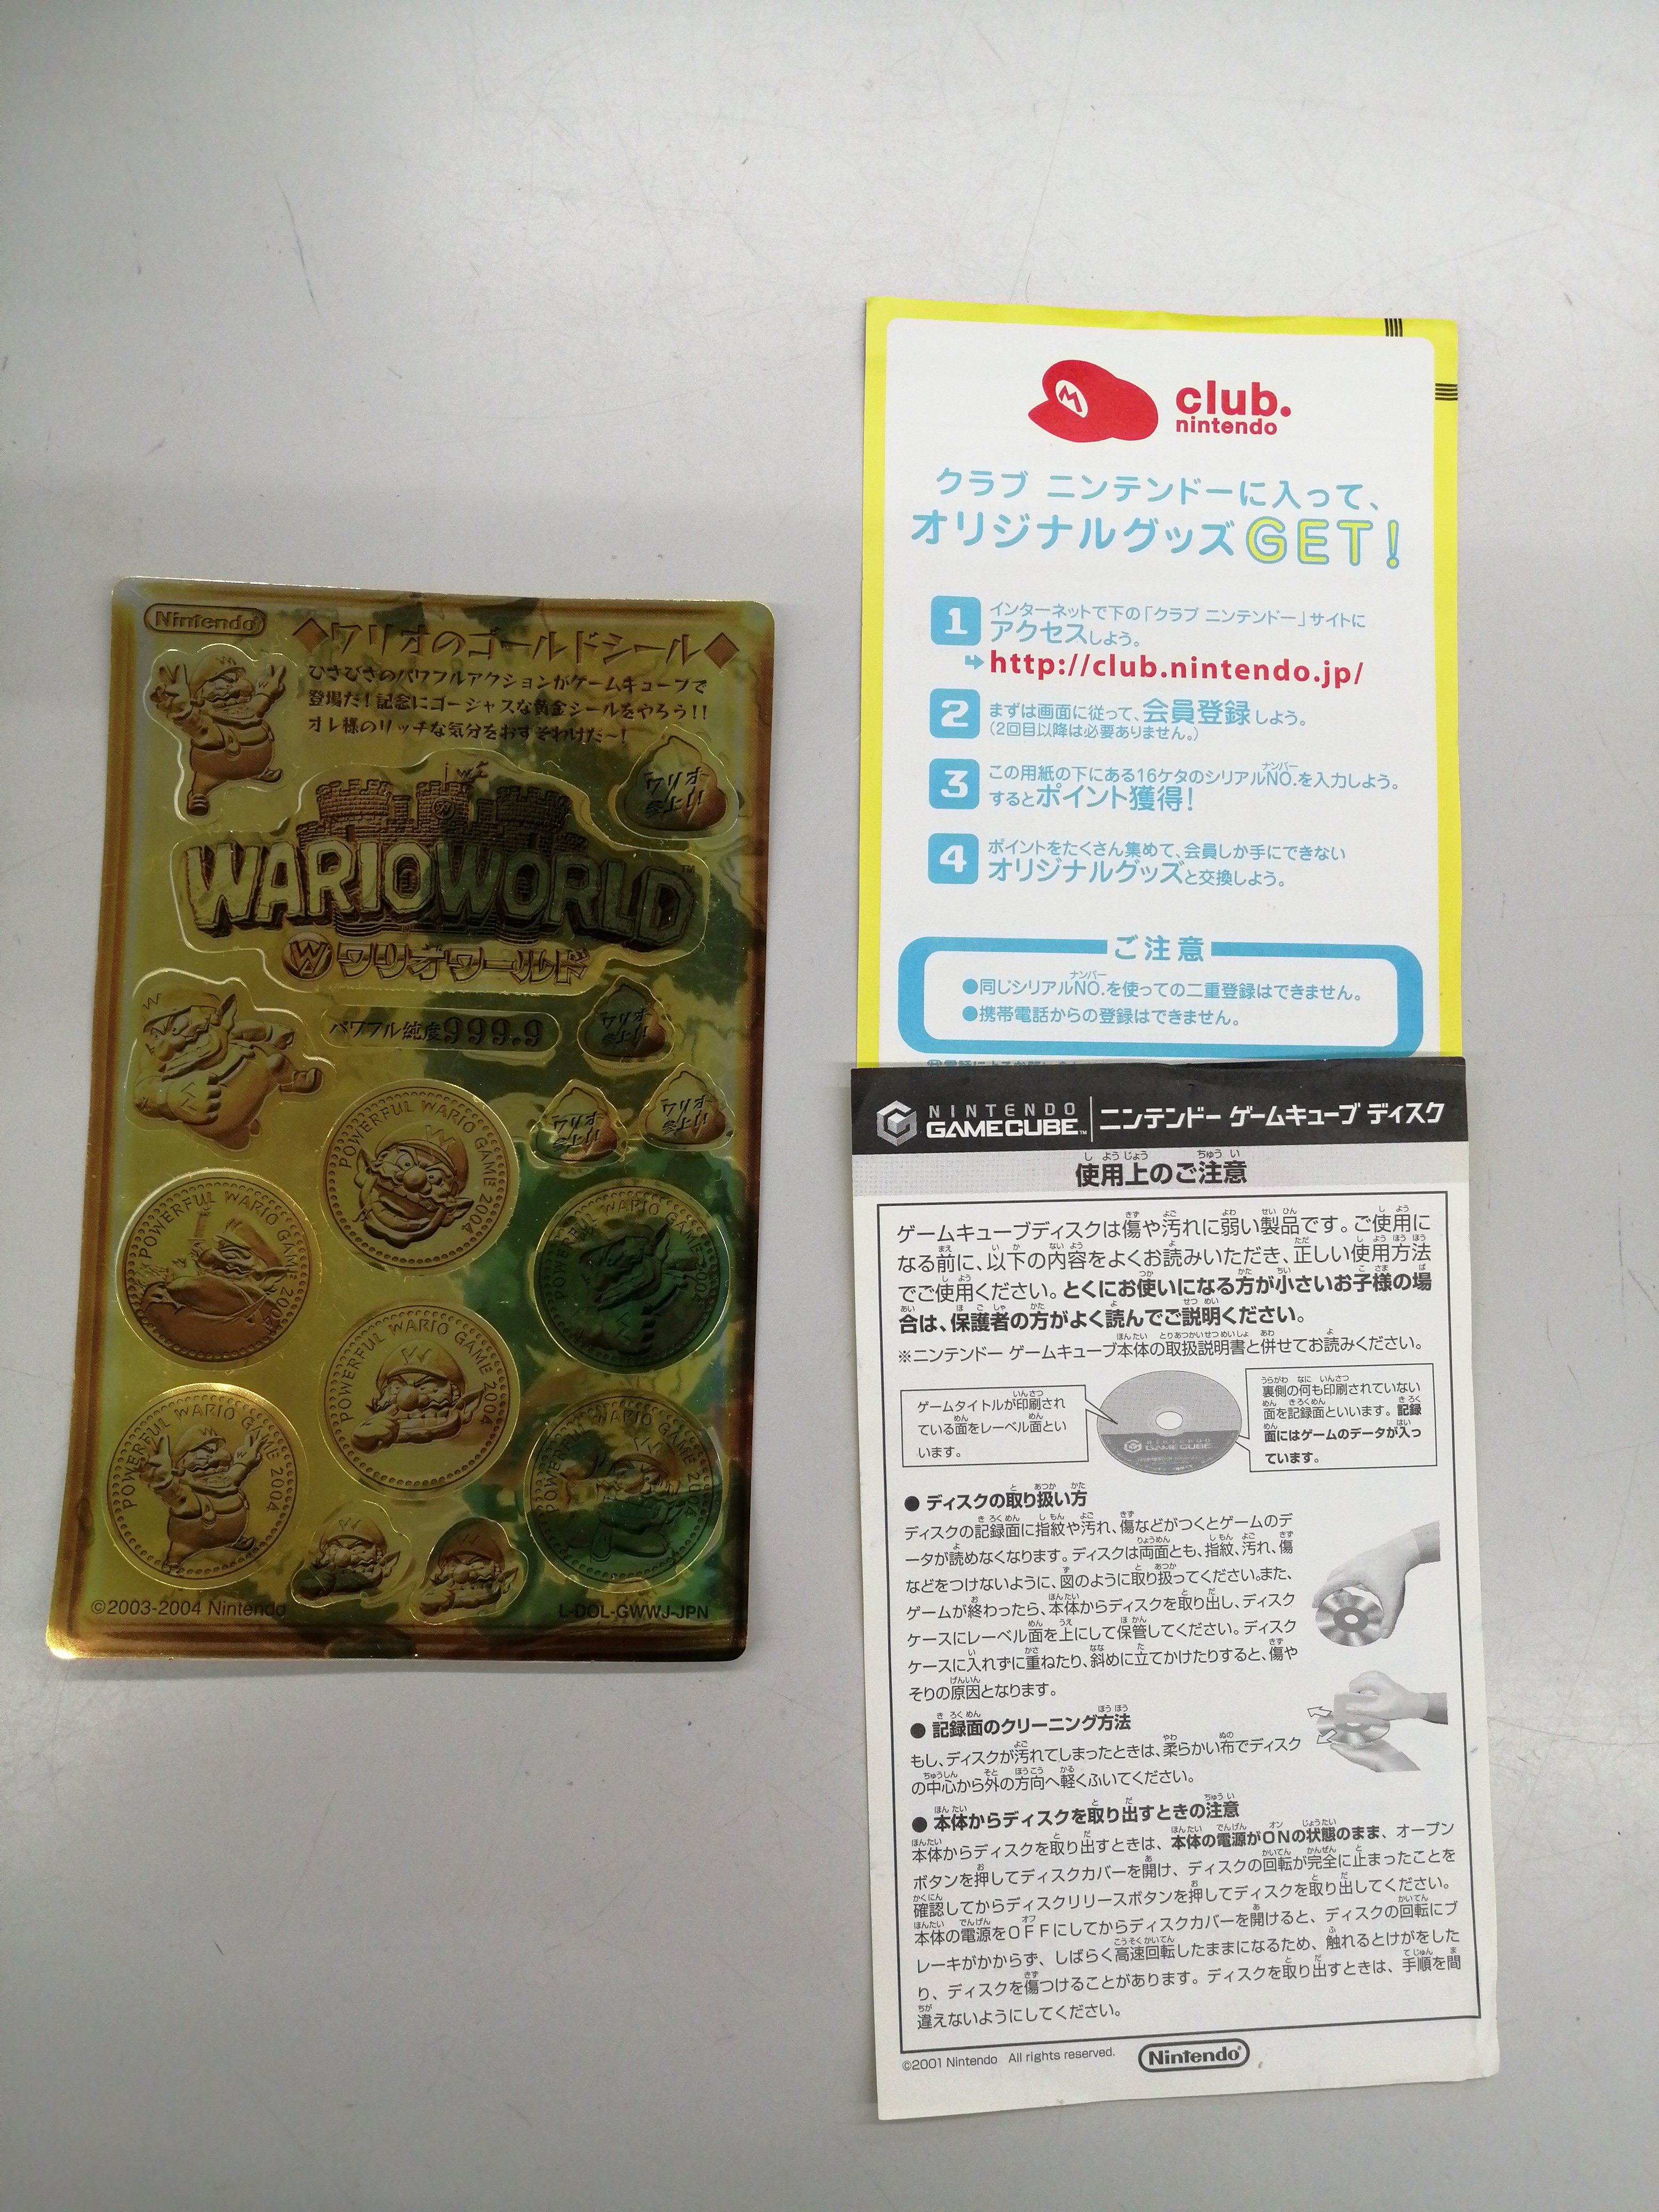 Nintendo
◆ワリオのゴールドシール◆
ひさびさのパワフルアクションがゲームキューブで
登場だ!記念にゴージャスな黄金シールをやろう!!
オレ様のリッチな気分をおすそわけだ~!
ワリオ
WARIOWORLD™
W ワリオワールド
パワフル純度999.9
ワリオ
ワリオ
ワリオ
POWERFUL WARIO GAME 2004
POWERFUL WARIO GAME 2004
POWERFUL WARIO GAME 2004
POWERFUL WARIO GAME 2004
POWERFUL WARIO GAME 2004
POWERFUL WARIO GAME 2004
©2003-2004 Nintendo
L-DOL-GWWJ-JPN
M
club.
nintendo
クラブ ニンテンドーに入って、
オリジナルグッズGET!
1 インターネットで下の「クラブ ニンテンドー」サイトに
アクセスしよう。
http://club.nintendo.jp/
2 まずは画面に従って、会員登録しよう。
(2回目以降は必要ありません。)
3 この用紙の下にある16ケタのシリアルNO.を入力しよう。
するとポイント獲得!
4 ポイントをたくさん集めて、会員しか手にできない
オリジナルグッズと交換しよう。
ご注意
●同じシリアルNO.を使っての二重登録はできません。
●携帯電話からの登録はできません。
NINTENDO
GAMECUBE™ ニンテンドー ゲームキューブ ディスク
使用上のご注意
ゲームキューブディスクは傷や汚れに弱い製品です。ご使用に
なる前に、以下の内容をよくお読みいただき、正しい使用方法
でご使用ください。とくにお使いになる方が小さいお子様の場
合は、保護者の方がよく読んでご説明ください。
※ニンテンドー ゲームキューブ本体の取扱説明書と併せてお読みください。
ゲームタイトルが印刷され
ている面をレーベル面とい
います。
NINTENDO
GAMECUBE
裏側の何も印刷されていない
面を記録面といいます。記録
面にはゲームのデータが入っ
ています。
●ディスクの取り扱い方
ディスクの記録面に指紋や汚れ、傷などがつくとゲームのデ
ータが読めなくなります。ディスクは両面とも、指紋、汚れ、傷
などをつけないように、図のように取り扱ってください。また、
ゲームが終わったら、本体からディスクを取り出し、ディスク
ケースにレーベル面を上にして保管してください。ディスク
ケースに入れずに重ねたり、斜めに立てかけたりすると、傷や
そりの原因となります。
●記録面のクリーニング方法
もし、ディスクが汚れてしまったときは、柔らかい布でディスク
の中心から外の方向へ軽くふいてください。
●本体からディスクを取り出すときの注意
本体からディスクを取り出すときは、本体の電源がONの状態のまま、オープン
ボタンを押してディスクカバーを開け、ディスクの回転が完全に止まったことを
確認してからディスクリリースボタンを押してディスクを取り出してください。
本体の電源をOFFにしてからディスクカバーを開けると、ディスクの回転にブ
レーキがかからず、しばらく高速回転したままになるため、触れるとけがをした
り、ディスクを傷つけることがあります。ディスクを取り出すときは、手順を間
違えないようにしてください。
©2001 Nintendo All rights reserved.
Nintendo